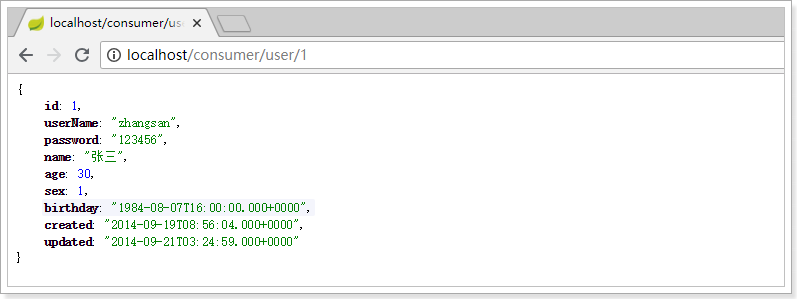 localhost/consumer/us
localhost/consumer/user/1
{
id: 1,
userName: "zhangsan",
password: "123456",
name: "张三",
age: 30,
sex: 1,
birthday: "1984-08-07T16:00:00.000+0000",
created: "2014-09-19T08:56:04.000+0000",
updated: "2014-09-21T03:24:59.000+0000"
}